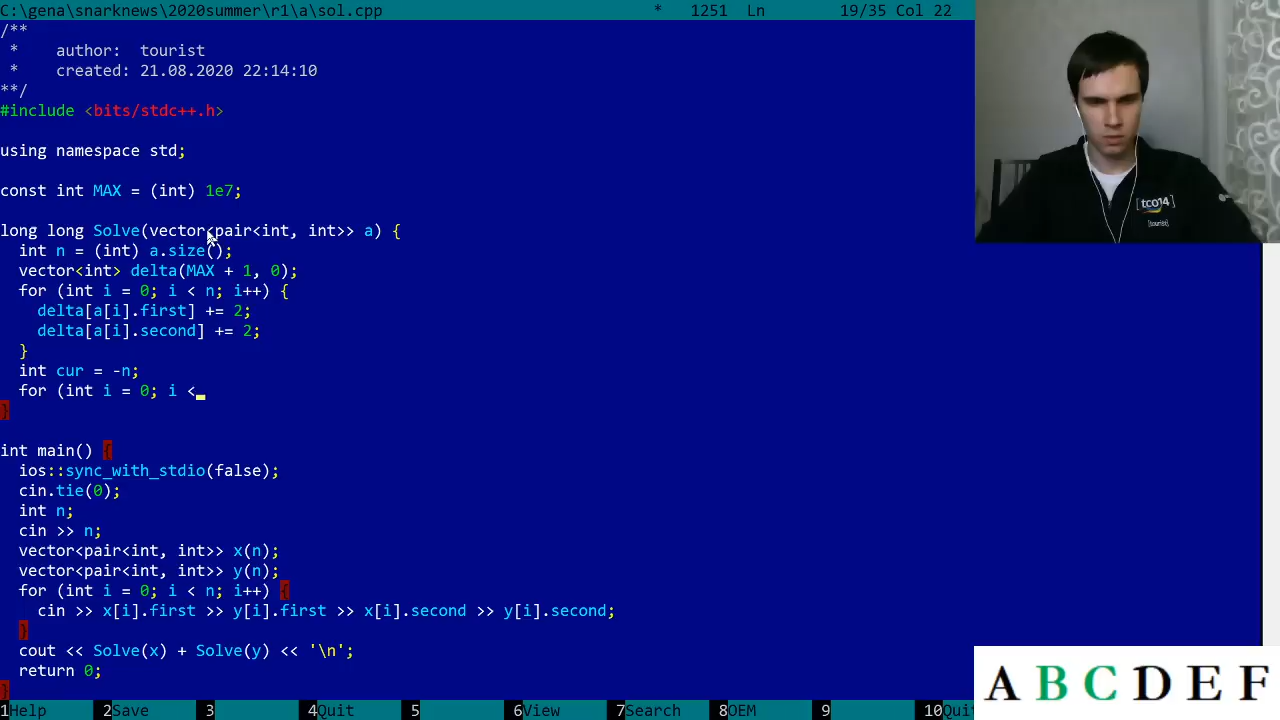 C:\gena\snarknews\2020summer\r1\a\sol.cpp * 1251 Ln 19/35 Col 22
/**
 *    author:  tourist
 *    created: 21.08.2020 22:14:10
**/
#include <bits/stdc++.h>
using namespace std;
const int MAX = (int) 1e7;
long long Solve(vector<pair<int, int>> a) {
  int n = (int) a.size();
  vector<int> delta(MAX + 1, 0);
  for (int i = 0; i < n; i++) {
    delta[a[i].first] += 2;
    delta[a[i].second] += 2;
  }
  int cur = -n;
  for (int i = 0; i <
}
int main() {
  ios::sync_with_stdio(false);
  cin.tie(0);
  int n;
  cin >> n;
  vector<pair<int, int>> x(n);
  vector<pair<int, int>> y(n);
  for (int i = 0; i < n; i++) {
    cin >> x[i].first >> y[i].first >> x[i].second >> y[i].second;
  }
  cout << Solve(x) + Solve(y) << '\n';
  return 0;
}
1Help 2Save 3 4Quit 5 6View 7Search 8OEM 9 10Qui
[tco14]
[tourist]
A B C D E F